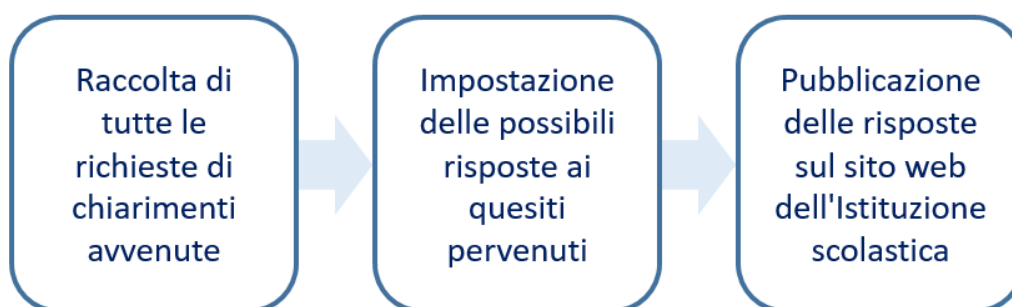 Raccolta di
tutte le
richieste di
chiarimenti
avvenute
Impostazione
delle possibili
risposte ai
quesiti
pervenuti
Pubblicazione
delle risposte
sul sito web
dell'Istituzione
scolastica